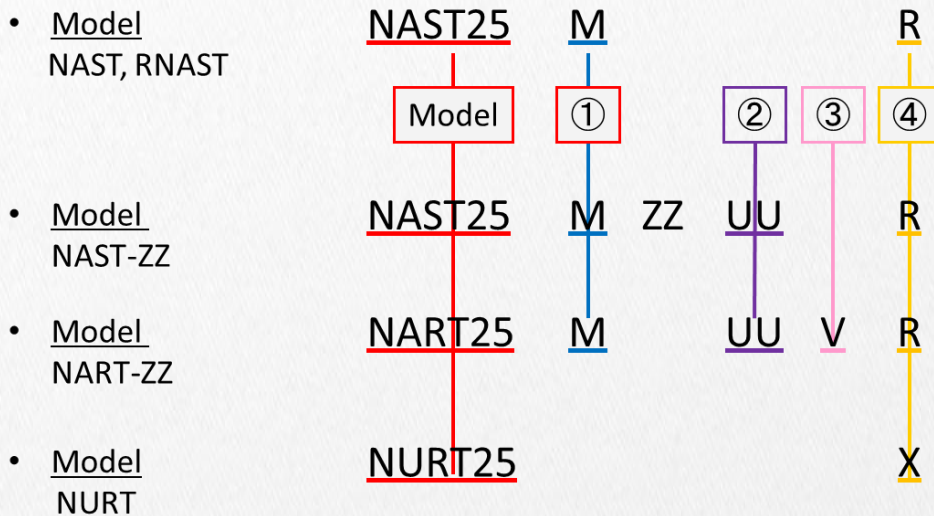 • Model NAST25 M R
NAST, RNAST
Model ① ② ③ ④
• Model NAST25 M ZZ UU R
NAST-ZZ
• Model NART25 M UU V R
NART-ZZ
• Model NURT25 X
NURT